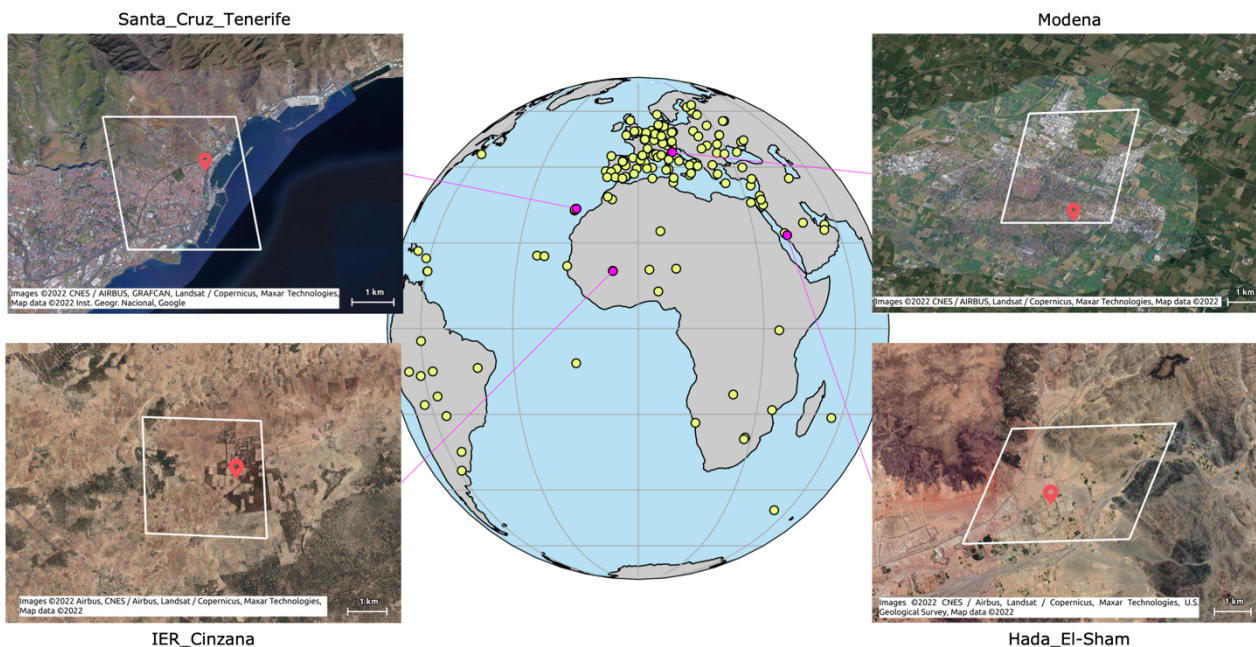 Santa_Cruz_Tenerife
Modena
Images ©2022 CNES / AIRBUS, GRAFCAN, Landsat / Copernicus, Maxar Technologies,
Map data ©2022 Inst. Geogr. Nacional, Google
1 km
Images ©2022 CNES / AIRBUS, Landsat / Copernicus, Maxar Technologies, Map data ©2022
1 km
Images ©2022 Airbus, CNES / Airbus, Landsat / Copernicus, Maxar Technologies,
Map data ©2022
1 km
Images ©2022 CNES / Airbus, Landsat / Copernicus, Maxar Technologies, U.S.
Geological Survey, Map data ©2022
1 km
IER_Cinzana
Hada_El-Sham